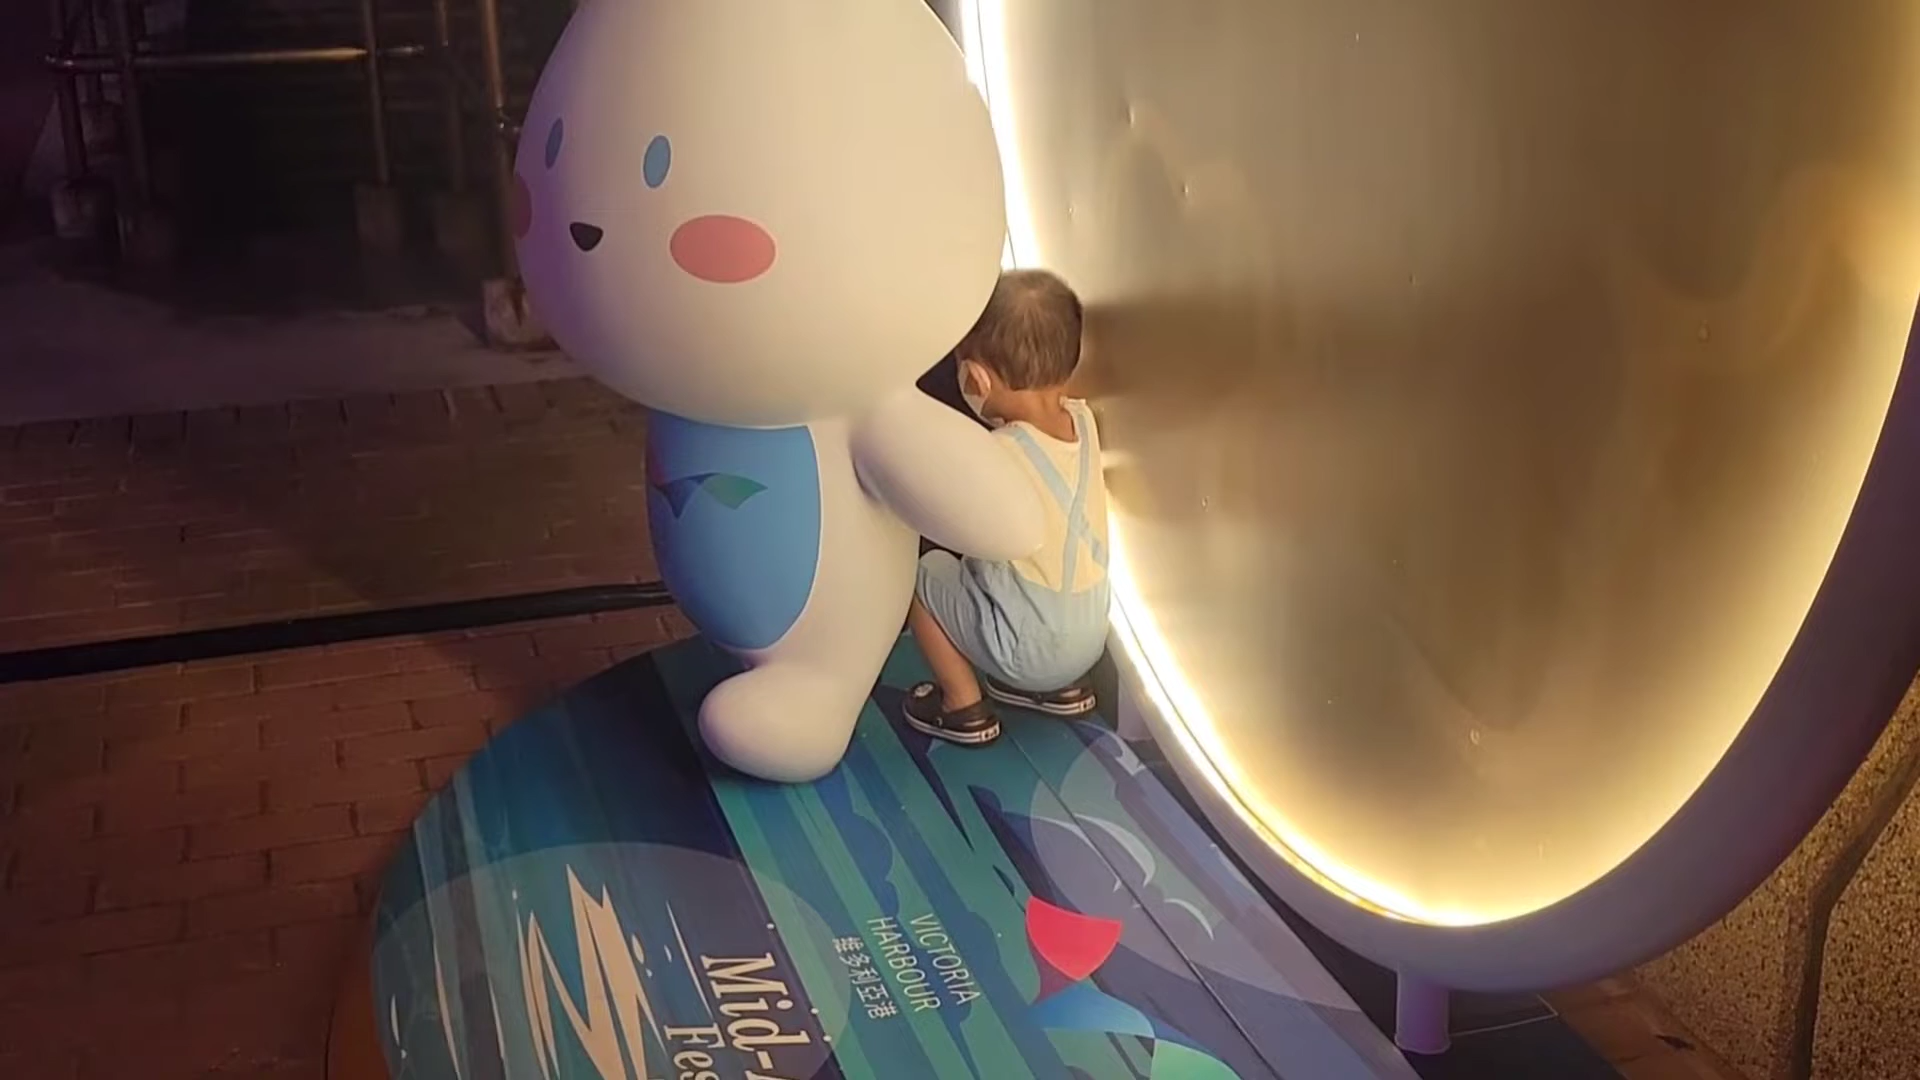 VICTORIA
HARBOUR
維多利亞港
Mid-A
Fes